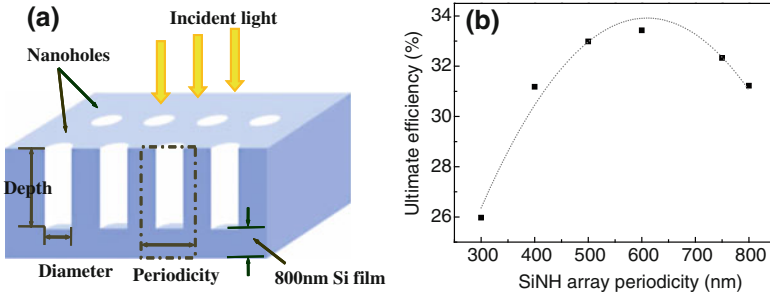 (a)
Incident light
Nanoholes
Depth
Diameter
Periodicity
800nm Si film
(b)
Ultimate efficiency (%)
34
32
30
28
26
300 400 500 600 700 800
SiNH array periodicity (nm)